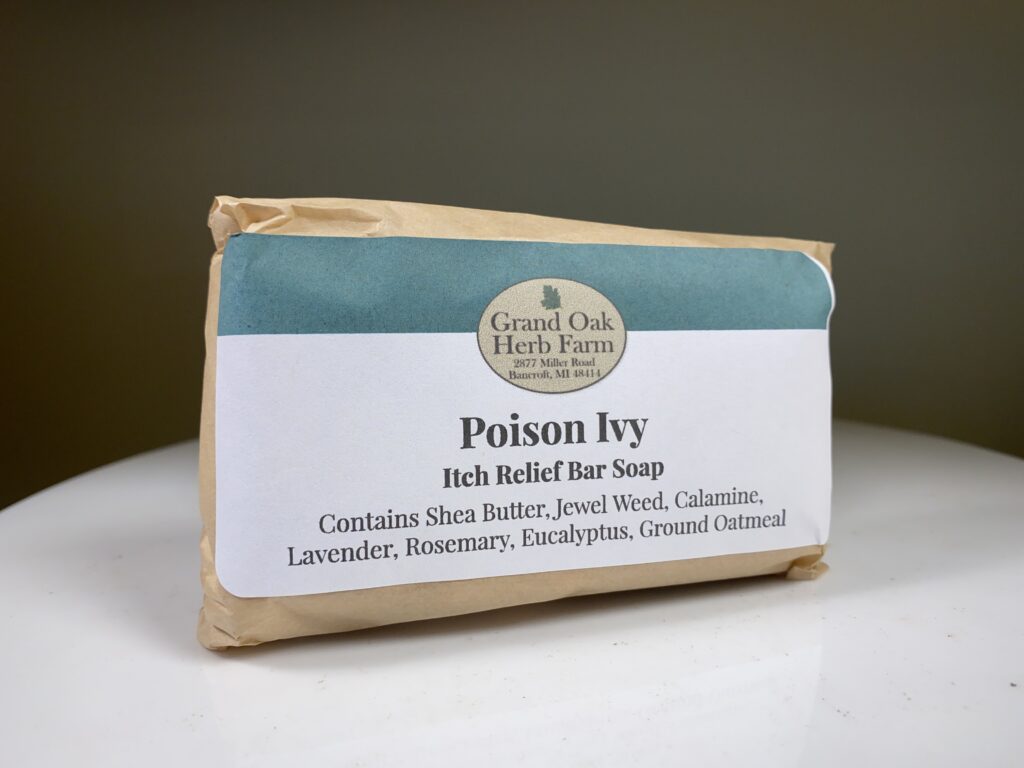 Grand Oak
Herb Farm
2877 Miller Road
Bancroft, MI 48414
Poison Ivy
Itch Relief Bar Soap
Contains Shea Butter, Jewel Weed, Calamine,
Lavender, Rosemary, Eucalyptus, Ground Oatmeal